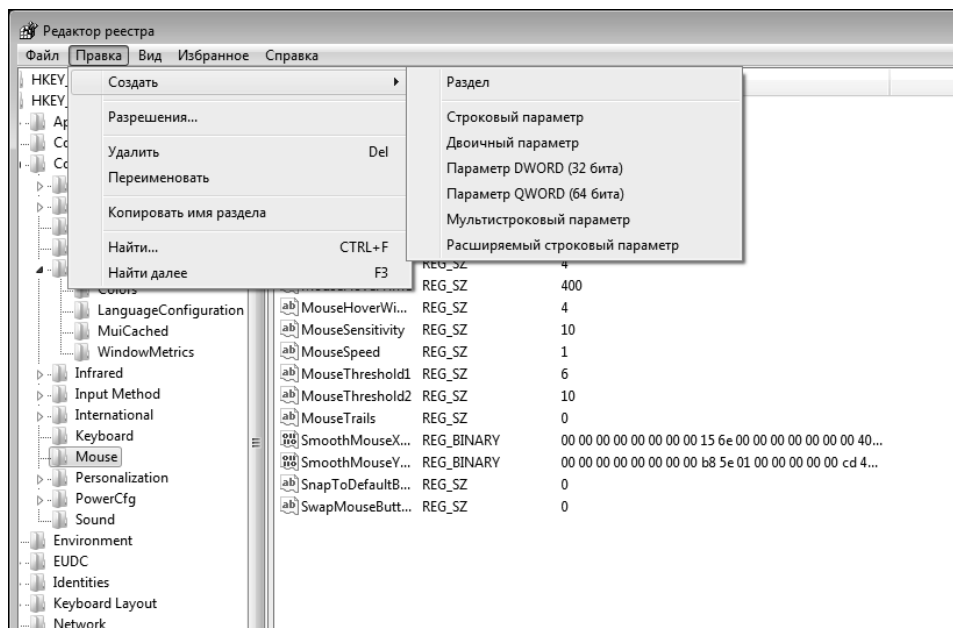 Редактор реестра
Файл Правка Вид Избранное Справка
Создать
Разрешения...
Удалить Del
Переименовать
Копировать имя раздела
Найти... CTRL+F
Найти далее F3
Раздел
Строковый параметр
Двоичный параметр
Параметр DWORD (32 бита)
Параметр QWORD (64 бита)
Мультистроковый параметр
Расширяемый строковый параметр
HKEY
HKEY
Ap
Co
Co
Colors
LanguageConfiguration
MuiCached
WindowMetrics
Infrared
Input Method
International
Keyboard
Mouse
Personalization
PowerCfg
Sound
Environment
EUDC
Identities
Keyboard Layout
Network
REG_SZ 4
REG_SZ 400
MouseHoverWi... REG_SZ 4
MouseSensitivity REG_SZ 10
MouseSpeed REG_SZ 1
MouseThreshold1 REG_SZ 6
MouseThreshold2 REG_SZ 10
MouseTrails REG_SZ 0
SmoothMouseX... REG_BINARY 00 00 00 00 00 00 00 00 15 6e 00 00 00 00 00 00 00 40...
SmoothMouseY... REG_BINARY 00 00 00 00 00 00 00 00 b8 5e 01 00 00 00 00 00 cd 4...
SnapToDefaultB... REG_SZ 0
SwapMouseButt... REG_SZ 0